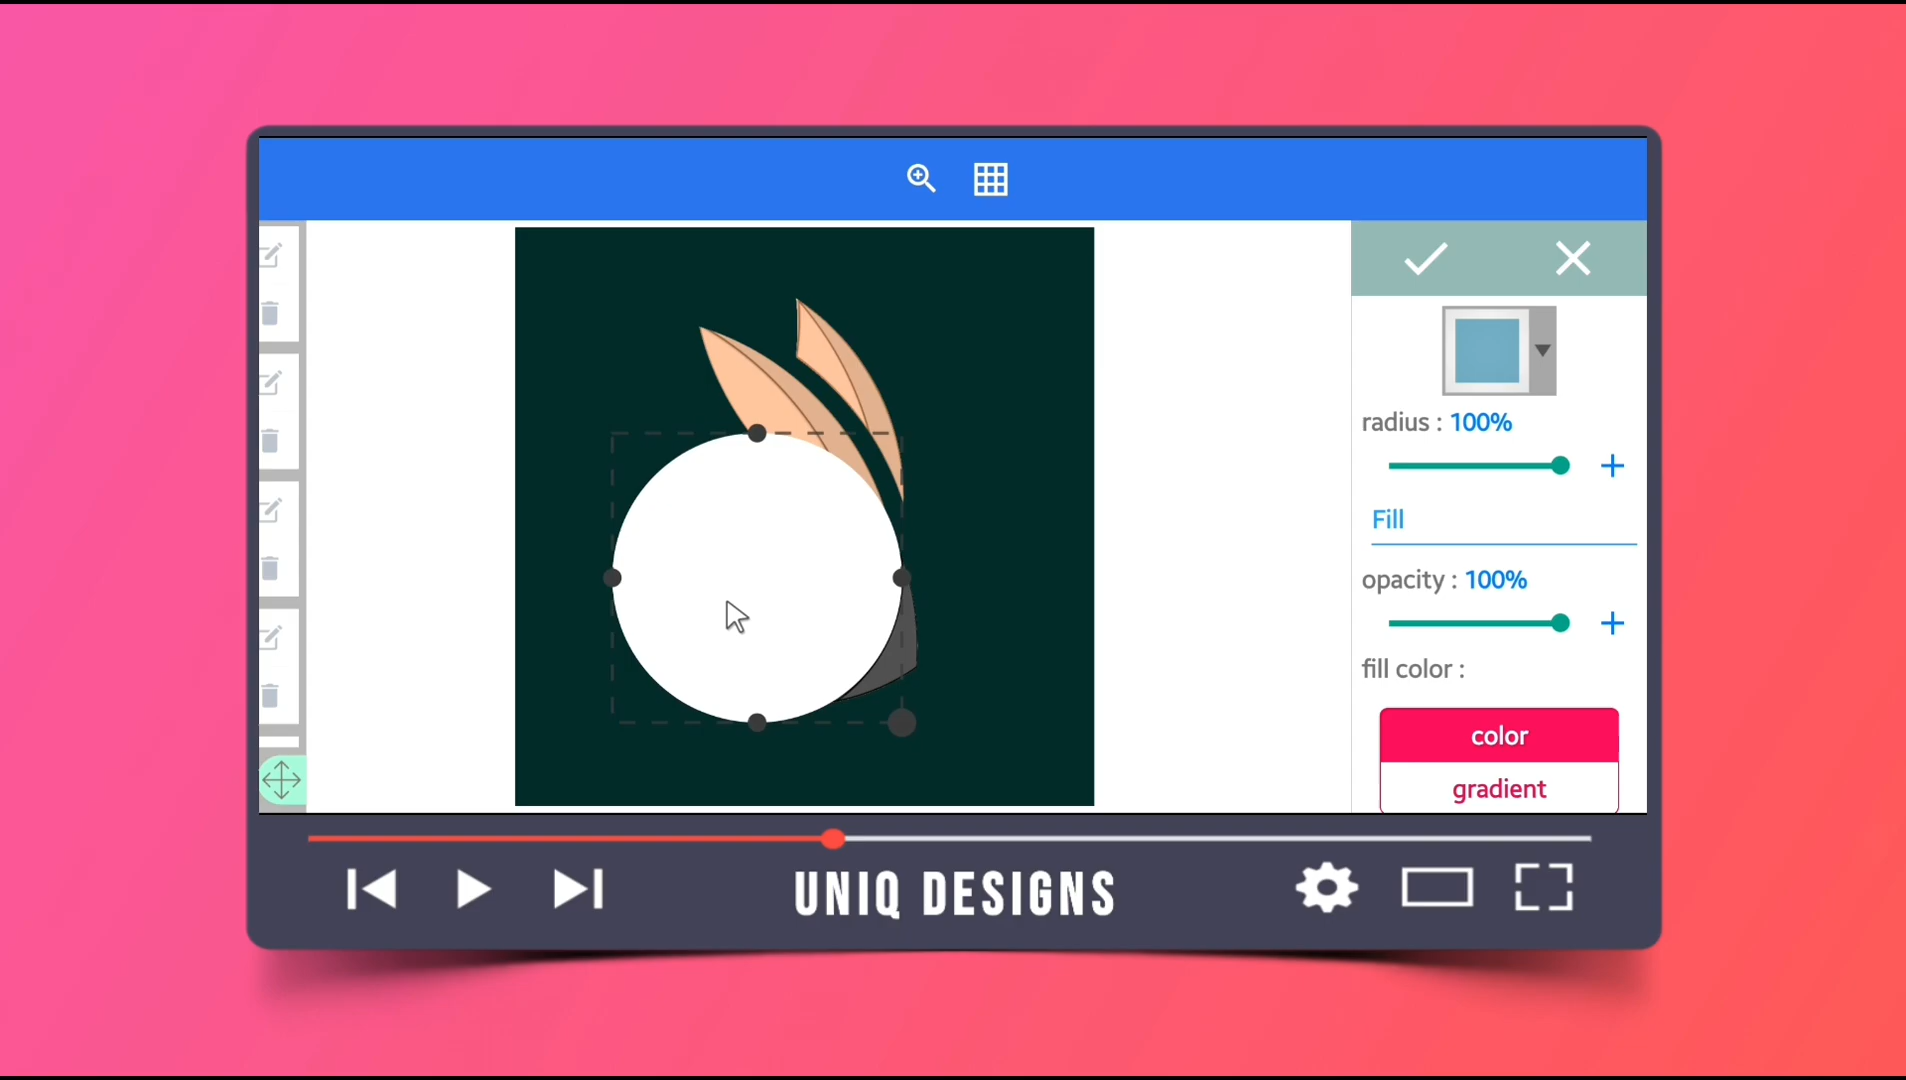 radius : 100%
Fill
opacity : 100%
fill color :
color
gradient
UNIQ DESIGNS